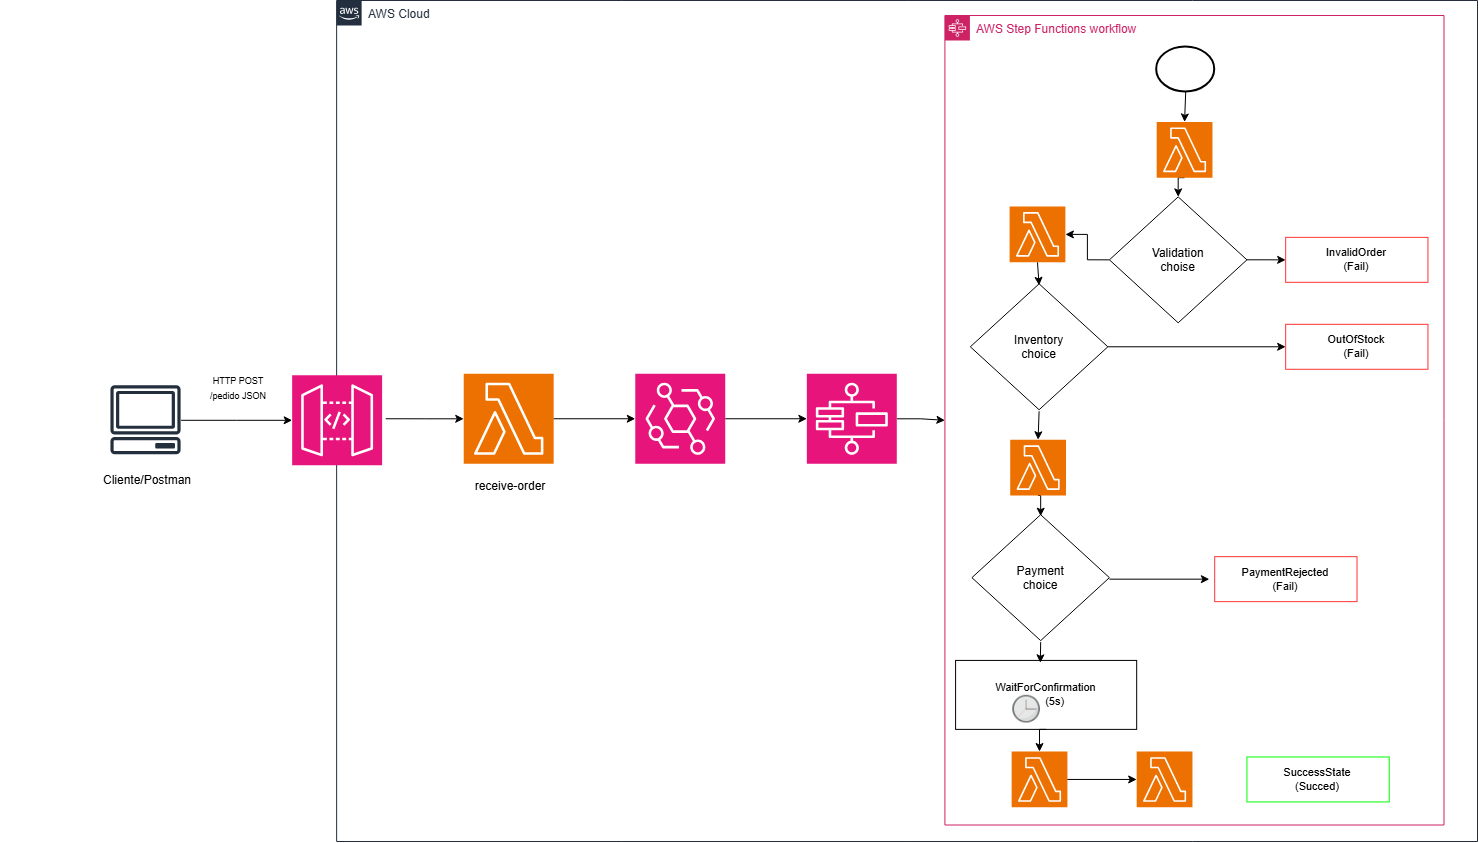 aws
AWS Cloud
AWS Step Functions workflow
Validation
choise
InvalidOrder
(Fail)
Inventory
choice
OutOfStock
(Fail)
HTTP POST
/pedido JSON
</>
Cliente/Postman
receive-order
Payment
choice
PaymentRejected
(Fail)
WaitForConfirmation
(5s)
SuccessState
(Succed)